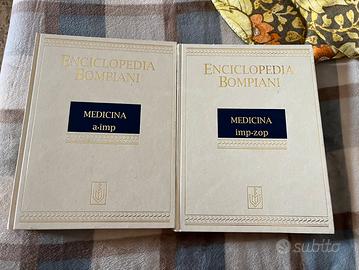 ENCICLOPEDIA
BOMPIANI
MEDICINA
a-imp
ENCICLOPEDIA
BOMPIANI
MEDICINA
imp-zop
subito